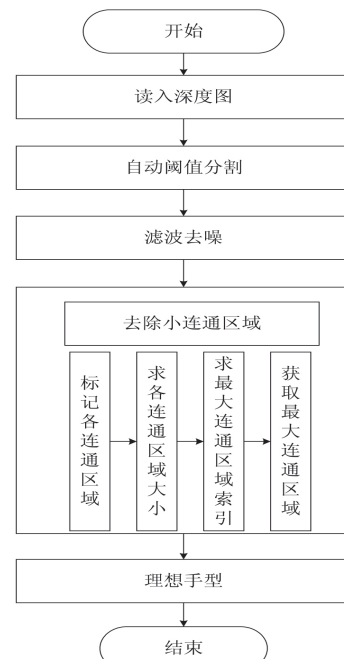 开始
读入深度图
自动阈值分割
滤波去噪
去除小连通区域
标记各连通区域
求各连通区域大小
求最大连通区域索引
获取最大连通区域
理想手型
结束